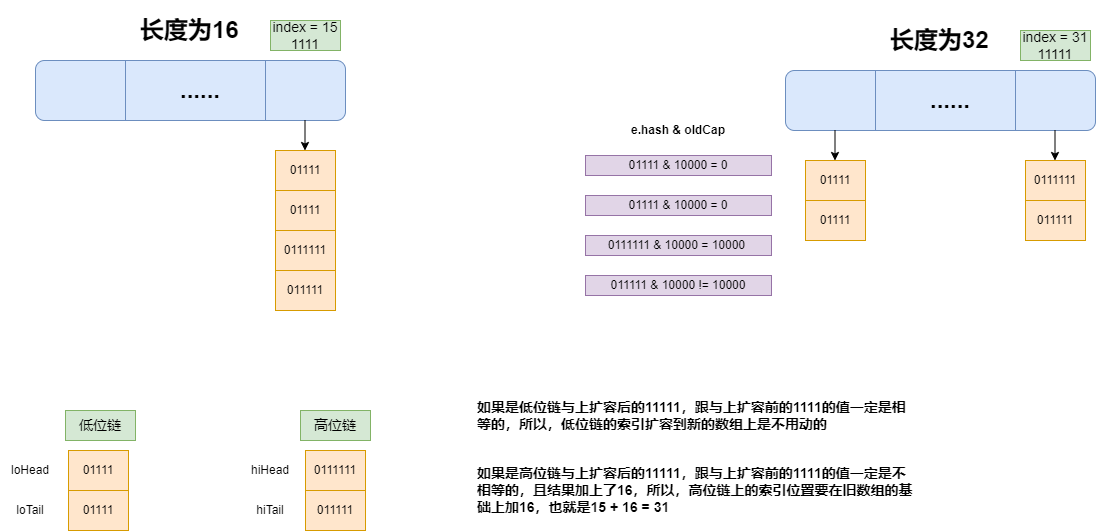 长度为16
index = 15
1111
......
01111
01111
0111111
011111
长度为32
index = 31
11111
......
e.hash & oldCap
01111 & 10000 = 0
01111 & 10000 = 0
0111111 & 10000 = 10000
011111 & 10000 != 10000
01111
01111
0111111
011111
低位链
loHead
01111
loTail
01111
高位链
hiHead
0111111
hiTail
011111
如果是低位链与上扩容后的11111，跟与上扩容前的1111的值一定是相
等的，所以，低位链的索引扩容到新的数组上是不用动的
如果是高位链与上扩容后的11111，跟与上扩容前的1111的值一定是不
相等的，且结果加上了16，所以，高位链上的索引位置要在旧数组的基
础上加16，也就是15 + 16 = 31